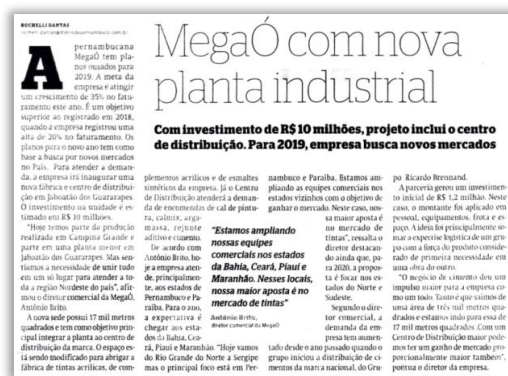 ROCHELLI DANTAS
MegaÓ com nova
planta industrial
Com investimento de R$ 10 milhões, projeto inclui o centro
de distribuição. Para 2019, empresa busca novos mercados
A pernambucana
MegaÓ tem pla-
nos ousados para
2019. A meta da
empresa é atingir
um crescimento de 35% no fatu-
ramento este ano. É um objetivo
superior ao registrado em 2018,
quando a empresa registrou uma
alta de 20% no faturamento. Os
planos para o novo ano tem como
base a busca por novos mercados
no País. Para atender a deman-
da, a empresa irá inaugurar uma
nova fábrica e centro de distribui-
ção em Jaboatão dos Guararapes.
O investimento na unidade é es-
timado em R$ 10 milhões.
"Hoje temos parte da produção
realizada em Campina Grande e
parte em uma planta menor em
Jaboatão dos Guararapes. Mas sen-
tíamos a necessidade de unir tudo
em um só lugar para atender a to-
da a região Nordeste do país", afir-
mou o diretor comercial da MegaÓ,
Antônio Brito.
A nova sede possui 17 mil metros
quadrados e tem como objetivo prin-
cipal integrar a planta ao centro de
distribuição da marca. O espaço es-
tá sendo modificado para abrigar a
fábrica de tintas acrílicas, de com-
plementos acrílicos e de esmaltes
sintéticos da empresa. Já o Centro
de Distribuição atenderá a deman-
da de encomendas de cal de pintu-
ra, calmix, arga-
massa, rejunte
aditivo e cimento.
De acordo com
Antônio Brito, ho-
je a empresa aten-
de, principalmen-
te, aos estados de
Pernambuco e Pa-
raíba. Para o ano,
a expectativa é
chegar aos esta-
dos da Bahia, Cea-
rá, Piauí e Maranhão. "Hoje vamos
do Rio Grande do Norte a Sergipe
mas o principal foco está em Per-
"Estamos ampliando
nossas equipes
comerciais nos estados
da Bahia, Ceará, Piauí e
Maranhão. Nesses locais,
nossa maior aposta é no
mercado de tintas"
Antônio Brito,
diretor comercial da MegaÓ
nambuco e Paraíba. Estamos am-
pliando as equipes comerciais nos
estados vizinhos com o objetivo de
ganhar o mercado. Neste caso, nos-
sa maior aposta é
no mercado de
tintas", ressalta o
diretor destacan-
do ainda que, pa-
ra 2020, a propos-
ta é focar nos es-
tados do Norte e
Sudeste.
Segundo o dire-
tor comercial, a
demanda da em-
presa tem aumen-
tado desde o ano passado quando o
grupo iniciou a distribuição de ci-
mentos da marca nacional, do Gru-
po Ricardo Brennand.
A parceria gerou um investimen-
to inicial de R$ 1,2 milhão. Neste
caso, o montante foi aplicado em
pessoal, equipamentos, frota e es-
paço. A ideia foi principalmente so-
mar a expertise logística de um gru-
po com a força do produto conside-
rado de primeira necessidade em
uma obra do outro.
"O negócio de cimento deu um
impulso maior para a empresa co-
mo um todo. Tanto é que saímos de
uma área de três mil metros qua-
drados e estamos indo para essa de
17 mil metros quadrados. Com um
Centro de Distribuição maior pode-
mos ter um ganho de mercado pro-
porcionalmente maior também",
pontua o diretor da empresa.